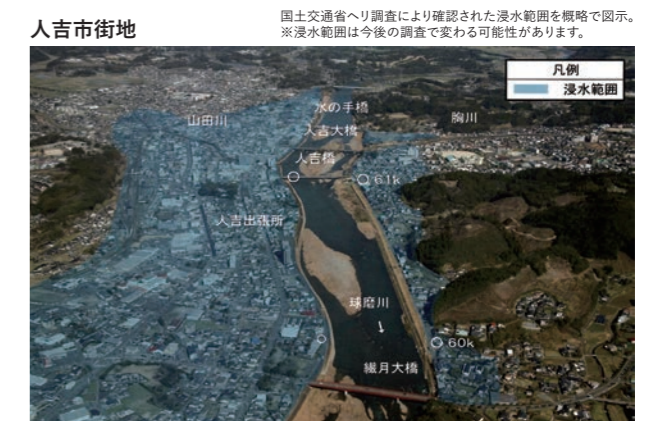 人吉市街地
国土交通省ヘリ調査により確認された浸水範囲を概略で図示。
※浸水範囲は今後の調査で変わる可能性があります。
凡例
浸水範囲
水の手橋
山田川
胸川
人吉大橋
人吉橋
61k
人吉出張所
球磨川
60k
繊月大橋